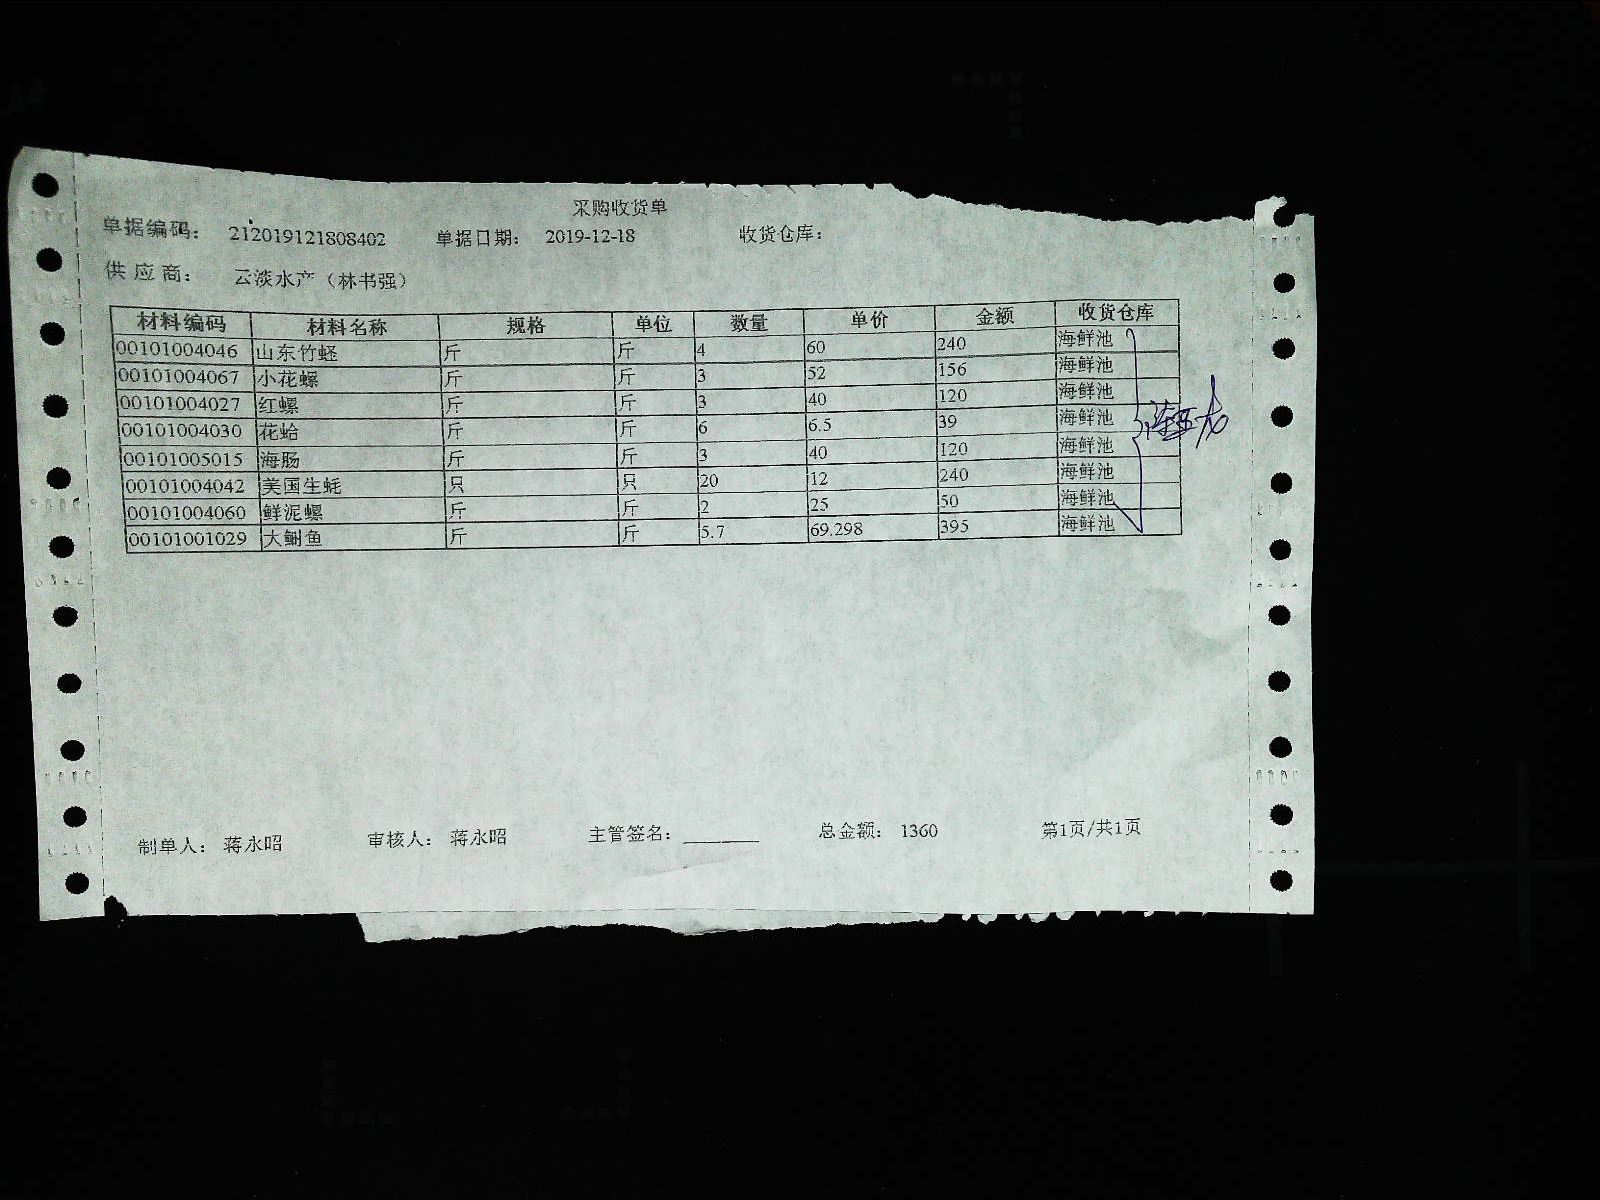 采购收货单
单据编码： 212019121808402 单据日期： 2019-12-18 收货仓库：
供应商： 云淡水产（林书强）
材料编码 材料名称 规格 单位 数量 单价 金额 收货仓库
00101004046 山东竹蛏 斤 斤 4 60 240 海鲜池
00101004067 小花螺 斤 斤 3 52 156 海鲜池
00101004027 红螺 斤 斤 3 40 120 海鲜池
00101004030 花蛤 斤 斤 6 6.5 39 海鲜池
00101005015 海肠 斤 斤 3 40 120 海鲜池
00101004042 美国生蚝 只 只 20 12 240 海鲜池
00101004060 鲜泥螺 斤 斤 2 25 50 海鲜池
00101001029 大鲥鱼 斤 斤 5.7 69.298 395 海鲜池
制单人： 蒋永昭 审核人： 蒋永昭 主管签名： 总金额： 1360 第1页/共1页